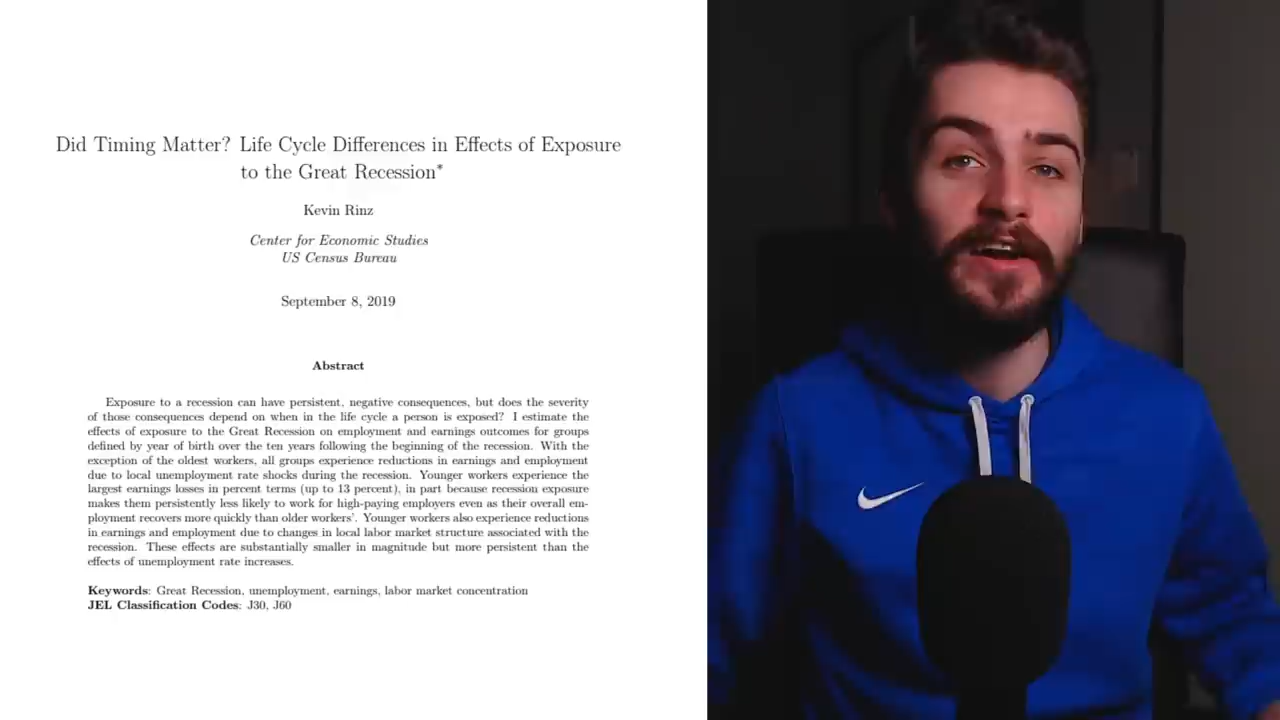 Did Timing Matter? Life Cycle Differences in Effects of Exposure
to the Great Recession*
Kevin Rinz
Center for Economic Studies
US Census Bureau
September 8, 2019
Abstract
Exposure to a recession can have persistent, negative consequences, but does the severity
of those consequences depend on when in the life cycle a person is exposed? I estimate the
effects of exposure to the Great Recession on employment and earnings outcomes for groups
defined by year of birth over the ten years following the beginning of the recession. With the
exception of the oldest workers, all groups experience reductions in earnings and employment
due to local unemployment rate shocks during the recession. Younger workers experience the
largest earnings losses in percent terms (up to 13 percent), in part because recession exposure
makes them persistently less likely to work for high-paying employers even as their overall em-
ployment recovers more quickly than older workers’. Younger workers also experience reductions
in earnings and employment due to changes in local labor market structure associated with the
recession. These effects are substantially smaller in magnitude but more persistent than the
effects of unemployment rate increases.
Keywords: Great Recession, unemployment, earnings, labor market concentration
JEL Classification Codes: J30, J60